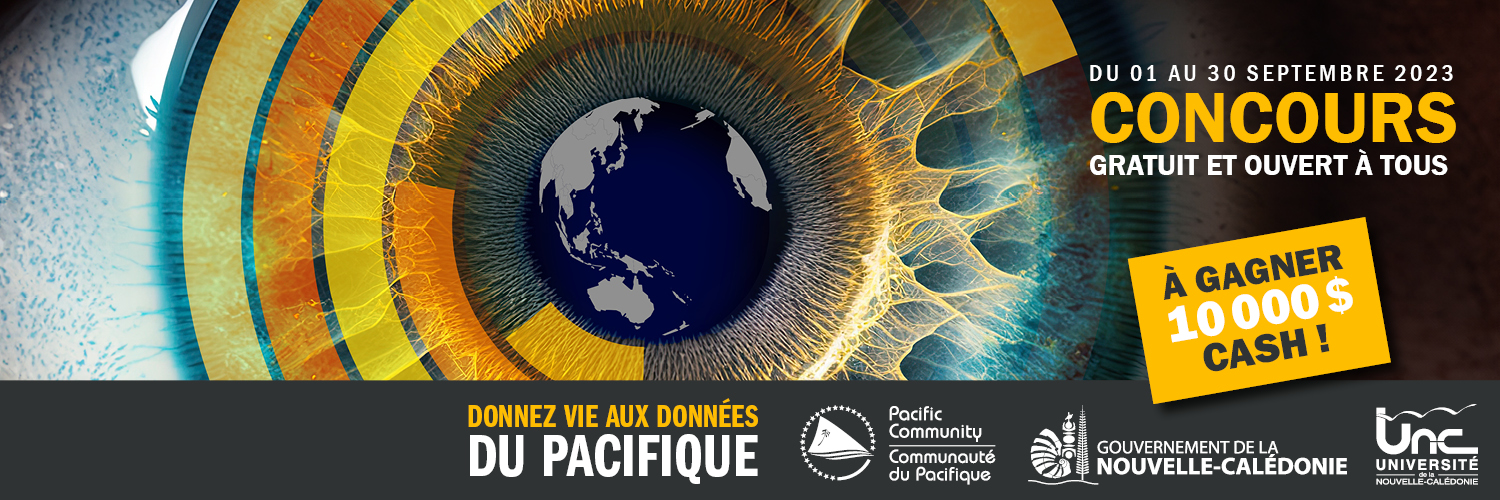 DU 01 AU 30 SEPTEMBRE 2023
CONCOURS
GRATUIT ET OUVERT À TOUS
À GAGNER
10 000 $
CASH !
DONNEZ VIE AUX DONNÉES
DU PACIFIQUE
Pacific
Community
Communauté
du Pacifique
GOUVERNEMENT DE LA
NOUVELLE-CALÉDONIE
unc
UNIVERSITÉ
de la
NOUVELLE-CALÉDONIE